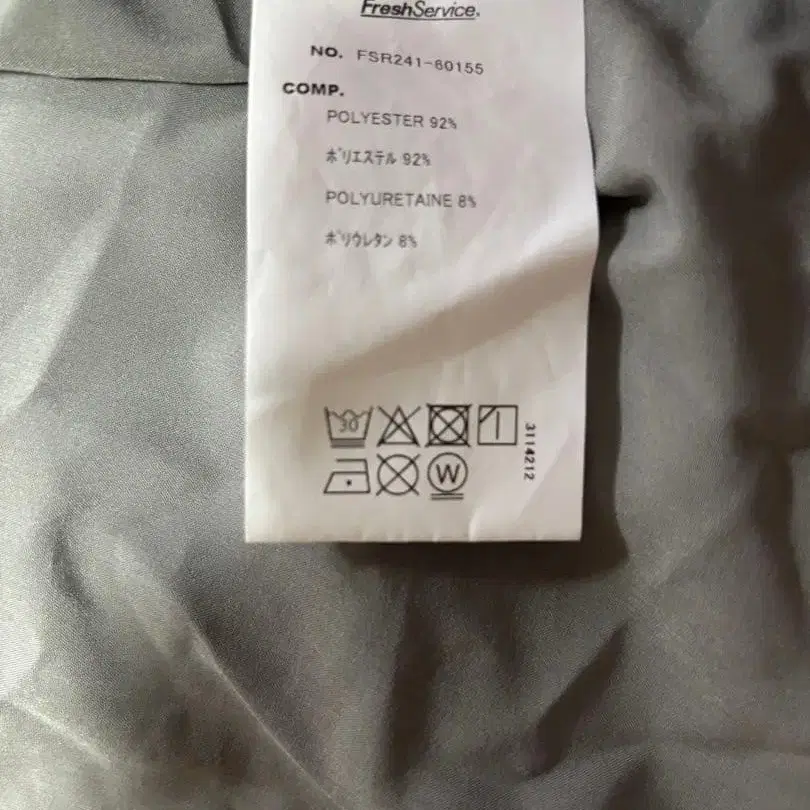 FreshService.
NO. FSR241-60155
COMP.
POLYESTER 92%
ポリエステル 92%
POLYURETAINE 8%
ポリウレタン 8%
30
W
3114212